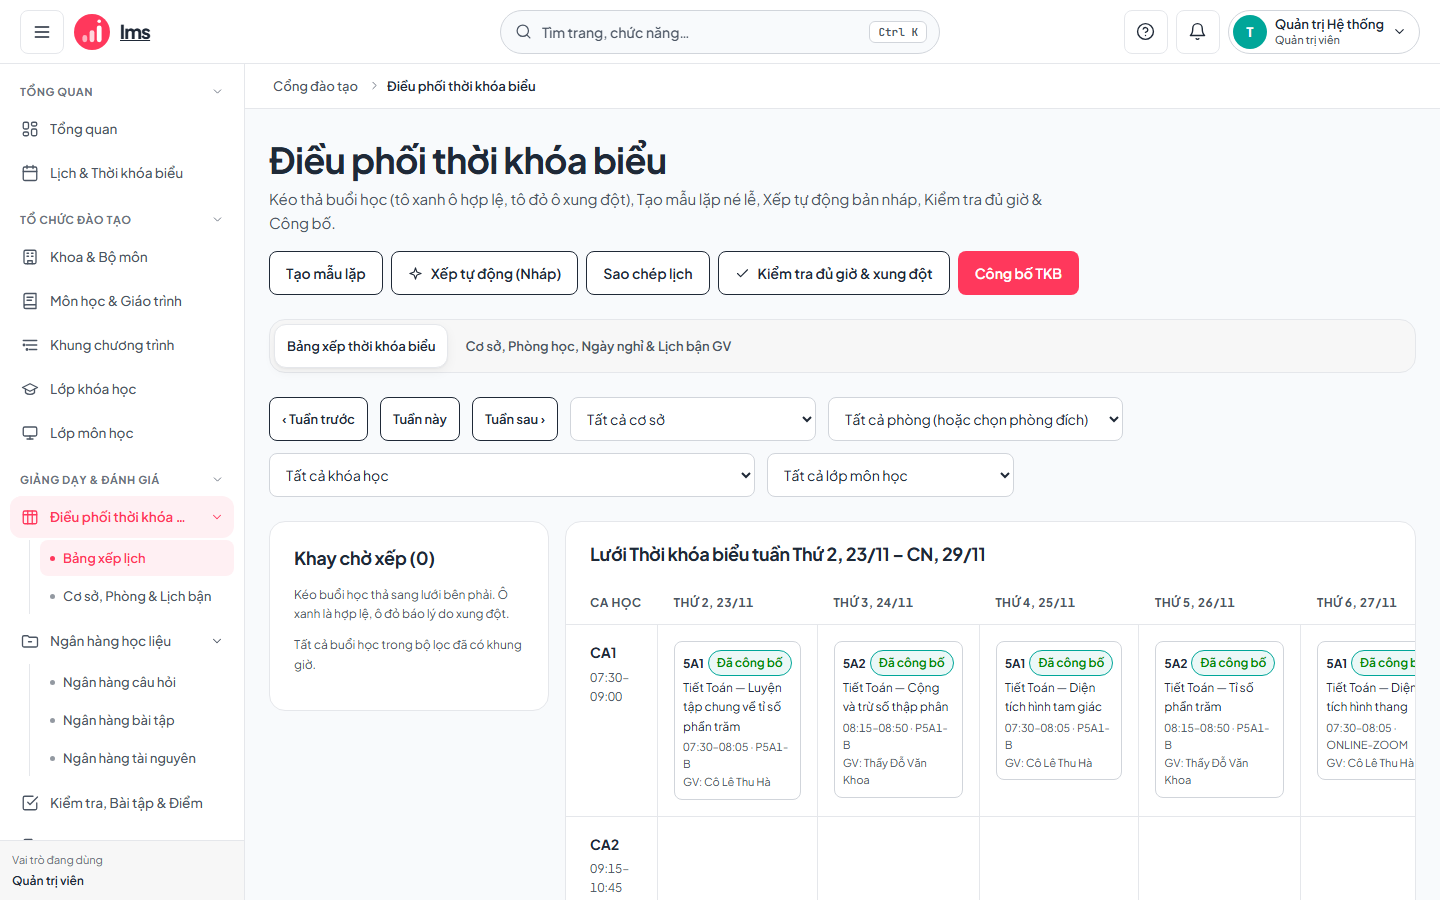 lms
Tìm trang, chức năng...
Ctrl K
T
Quản trị Hệ thống
Quản trị viên
TỔNG QUAN
Tổng quan
Lịch & Thời khóa biểu
TỔ CHỨC ĐÀO TẠO
Khoa & Bộ môn
Môn học & Giáo trình
Khung chương trình
Lớp khóa học
Lớp môn học
GIẢNG DẠY & ĐÁNH GIÁ
Điều phối thời khóa ...
Bảng xếp lịch
Cơ sở, Phòng & Lịch bận
Ngân hàng học liệu
Ngân hàng câu hỏi
Ngân hàng bài tập
Ngân hàng tài nguyên
Kiểm tra, Bài tập & Điểm
Vai trò đang dùng
Quản trị viên
Cổng đào tạo
Điều phối thời khóa biểu
Điều phối thời khóa biểu
Kéo thả buổi học (tô xanh ô hợp lệ, tô đỏ ô xung đột), Tạo mẫu lặp né lễ, Xếp tự động bản nháp, Kiểm tra đủ giờ &
Công bố.
Tạo mẫu lặp
Xếp tự động (Nháp)
Sao chép lịch
Kiểm tra đủ giờ & xung đột
Công bố TKB
Bảng xếp thời khóa biểu
Cơ sở, Phòng học, Ngày nghỉ & Lịch bận GV
‹ Tuần trước
Tuần này
Tuần sau ›
Tất cả cơ sở
Tất cả phòng (hoặc chọn phòng đích)
Tất cả khóa học
Tất cả lớp môn học
Khay chờ xếp (0)
Kéo buổi học thả sang lưới bên phải. Ô
xanh là hợp lệ, ô đỏ báo lý do xung đột.
Tất cả buổi học trong bộ lọc đã có khung
giờ.
Lưới Thời khóa biểu tuần Thứ 2, 23/11 – CN, 29/11
CA HỌC
THỨ 2, 23/11
THỨ 3, 24/11
THỨ 4, 25/11
THỨ 5, 26/11
THỨ 6, 27/11
CA1
07:30–
09:00
5A1 Đã công bố
Tiết Toán — Luyện
tập chung về tỉ số
phần trăm
07:30–08:05 · P5A1-
B
GV: Cô Lê Thu Hà
5A2 Đã công bố
Tiết Toán — Cộng
và trừ số thập phân
08:15–08:50 · P5A1-
B
GV: Thầy Đỗ Văn
Khoa
5A1 Đã công bố
Tiết Toán — Diện
tích hình tam giác
07:30–08:05 · P5A1-
B
GV: Cô Lê Thu Hà
5A2 Đã công bố
Tiết Toán — Tỉ số
phần trăm
08:15–08:50 · P5A1-
B
GV: Thầy Đỗ Văn
Khoa
5A1 Đã công b
Tiết Toán — Diện
tích hình thang
07:30–08:05 ·
ONLINE-ZOOM
GV: Cô Lê Thu Hà
CA2
09:15–
10:45